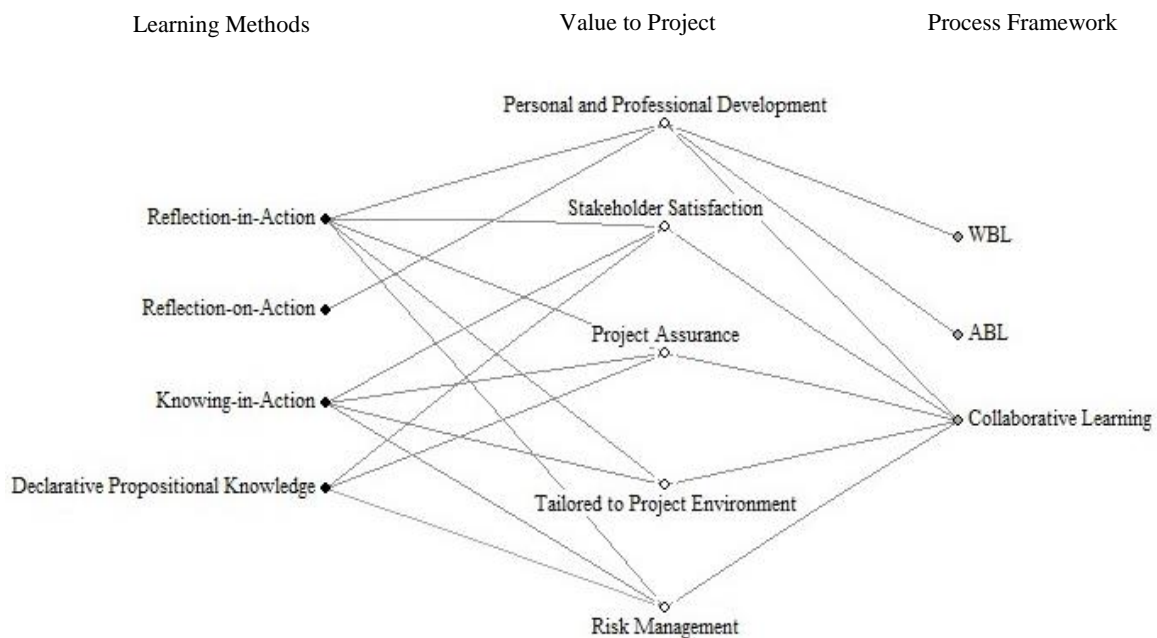 Learning Methods
Value to Project
Process Framework
Personal and Professional Development
Reflection-in-Action
Stakeholder Satisfaction
WBL
Reflection-on-Action
Project Assurance
ABL
Knowing-in-Action
Collaborative Learning
Declarative Propositional Knowledge
Tailored to Project Environment
Risk Management